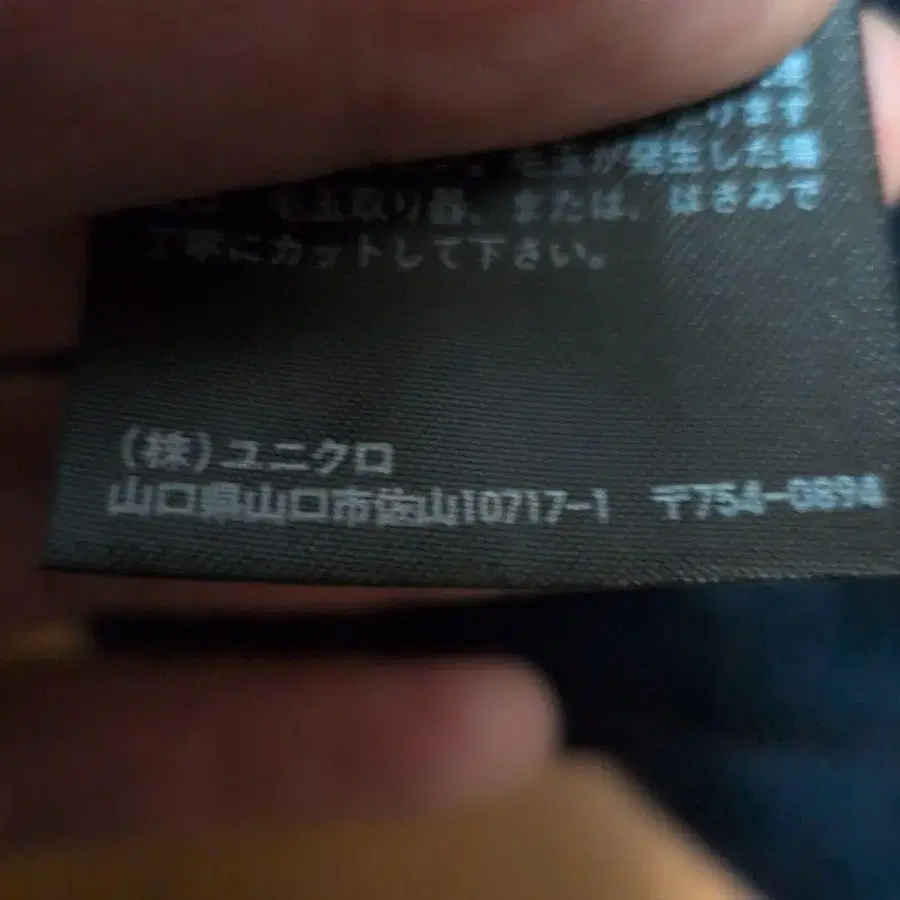 ります
、毛玉が発生した場
は、毛玉取り器、または、はさみで
丁寧にカットして下さい。
(株)ユニクロ
山口県山口市佐山10717-1 〒754-0894